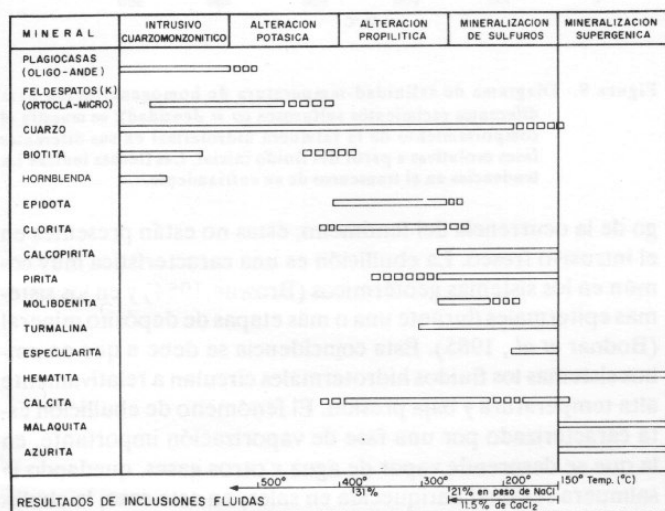 MINERAL
INTRUSIVO CUARZOMONZONITICO
ALTERACION POTASICA
ALTERACION PROPILITICA
MINERALIZACION DE SULFUROS
MINERALIZACION SUPERGENICA
PLAGIOCASAS
(OLIGO-ANDE)
FELDESPATOS (K)
(ORTOCLA-MICRO)
CUARZO
BIOTITA
HORNBLENDA
EPIDOTA
CLORITA
CALCOPIRITA
PIRITA
MOLIBDENITA
TURMALINA
ESPECULARITA
HEMATITA
CALCITA
MALAQUITA
AZURITA
RESULTADOS DE INCLUSIONES FLUIDAS
500° 400° 300° 200° 150° Temp. (°C)
31% 21% en peso de NaCl
11.5% de CaCl2